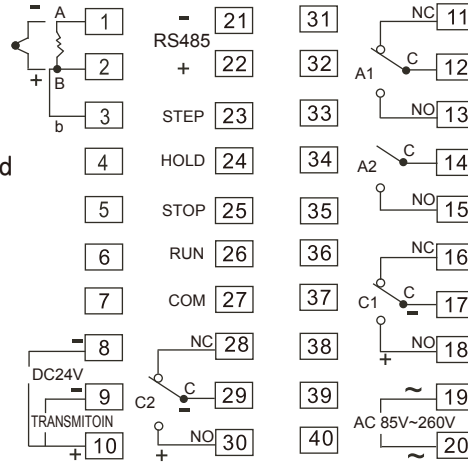 - A 1 - 21 31 NC 11
RS485
+ B 2 + 22 32 A1 C 12
b 3 STEP 23 33 NO 13
d 4 HOLD 24 34 A2 C 14
5 STOP 25 35 NO 15
6 RUN 26 36 NC 16
7 COM 27 37 C1 C - 17
- 8 NC 28 38 + NO 18
DC24V
- 9 C2 C - 29 39 ~ 19
TRANSMITOIN AC 85V~260V
+ 10 + NO 30 40 ~ 20